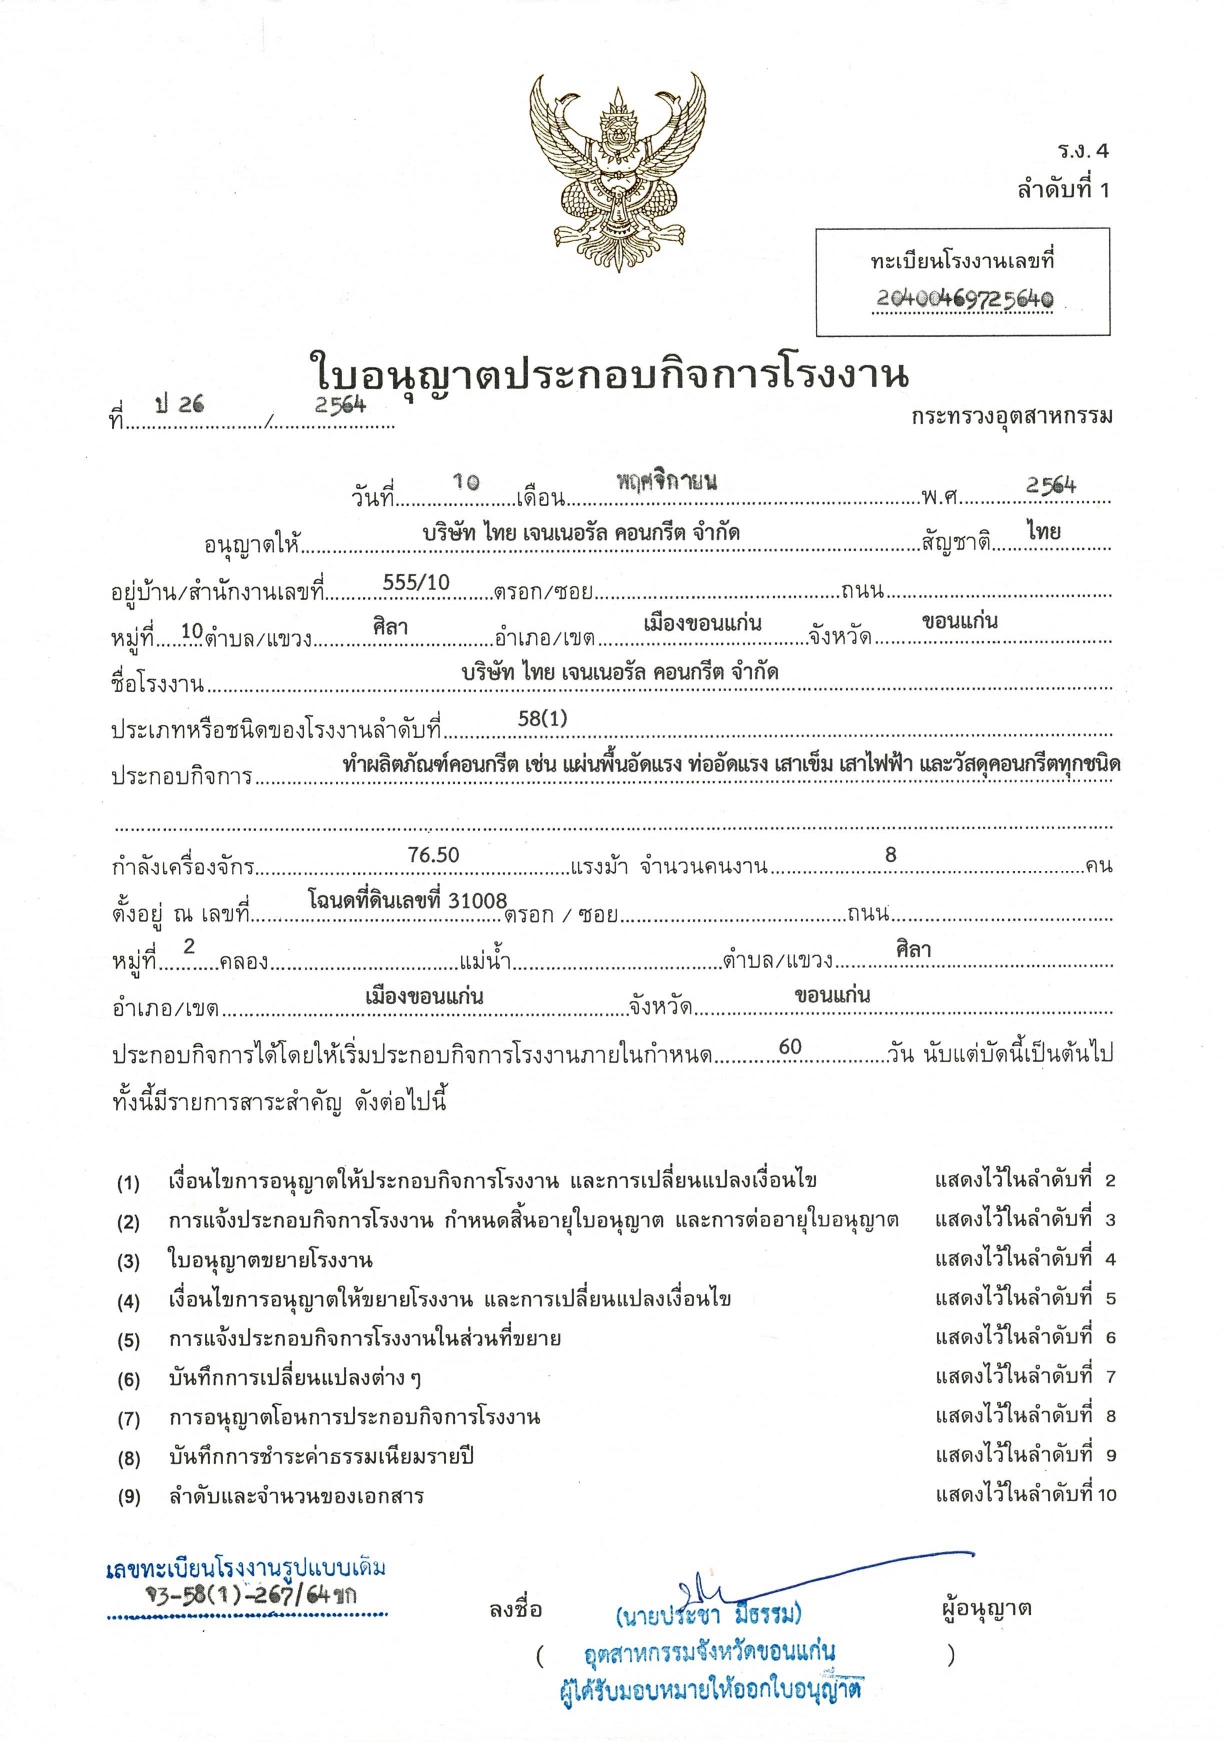 ร.ง. 4
ลำดับที่ 1
ทะเบียนโรงงานเลขที่
20400469725640
ใบอนุญาตประกอบกิจการโรงงาน
ที่ ป 26 / 2564
กระทรวงอุตสาหกรรม
วันที่ 10 เดือน พฤศจิกายน พ.ศ. 2564
อนุญาตให้ บริษัท ไทย เจนเนอรัล คอนกรีต จำกัด สัญชาติ ไทย
อยู่บ้าน/สำนักงานเลขที่ 555/10 ตรอก/ซอย ถนน
หมู่ที่ 10 ตำบล/แขวง ศิลา อำเภอ/เขต เมืองขอนแก่น จังหวัด ขอนแก่น
ชื่อโรงงาน บริษัท ไทย เจนเนอรัล คอนกรีต จำกัด
ประเภทหรือชนิดของโรงงานลำดับที่ 58(1)
ประกอบกิจการ ทำผลิตภัณฑ์คอนกรีต เช่น แผ่นพื้นอัดแรง ท่ออัดแรง เสาเข็ม เสาไฟฟ้า และวัสดุคอนกรีตทุกชนิด
กำลังเครื่องจักร 76.50 แรงม้า จำนวนคนงาน 8 คน
ตั้งอยู่ ณ เลขที่ โฉนดที่ดินเลขที่ 31008 ตรอก / ซอย ถนน
หมู่ที่ 2 คลอง แม่น้ำ ตำบล/แขวง ศิลา
อำเภอ/เขต เมืองขอนแก่น จังหวัด ขอนแก่น
ประกอบกิจการได้โดยให้เริ่มประกอบกิจการโรงงานภายในกำหนด 60 วัน นับแต่บัดนี้เป็นต้นไป
ทั้งนี้มีรายการสาระสำคัญ ดังต่อไปนี้
(1) เงื่อนไขการอนุญาตให้ประกอบกิจการโรงงาน และการเปลี่ยนแปลงเงื่อนไข แสดงไว้ในลำดับที่ 2
(2) การแจ้งประกอบกิจการโรงงาน กำหนดสิ้นอายุใบอนุญาต และการต่ออายุใบอนุญาต แสดงไว้ในลำดับที่ 3
(3) ใบอนุญาตขยายโรงงาน แสดงไว้ในลำดับที่ 4
(4) เงื่อนไขการอนุญาตให้ขยายโรงงาน และการเปลี่ยนแปลงเงื่อนไข แสดงไว้ในลำดับที่ 5
(5) การแจ้งประกอบกิจการโรงงานในส่วนที่ขยาย แสดงไว้ในลำดับที่ 6
(6) บันทึกการเปลี่ยนแปลงต่าง ๆ แสดงไว้ในลำดับที่ 7
(7) การอนุญาตโอนการประกอบกิจการโรงงาน แสดงไว้ในลำดับที่ 8
(8) บันทึกการชำระค่าธรรมเนียมรายปี แสดงไว้ในลำดับที่ 9
(9) ลำดับและจำนวนของเอกสาร แสดงไว้ในลำดับที่ 10
เลขทะเบียนโรงงานรูปแบบเดิม
จ3-58(1)-267/64ขก
ลงชื่อ (นายประชา มีธรรม) ผู้อนุญาต
( อุตสาหกรรมจังหวัดขอนแก่น )
ผู้ได้รับมอบหมายให้ออกใบอนุญาต